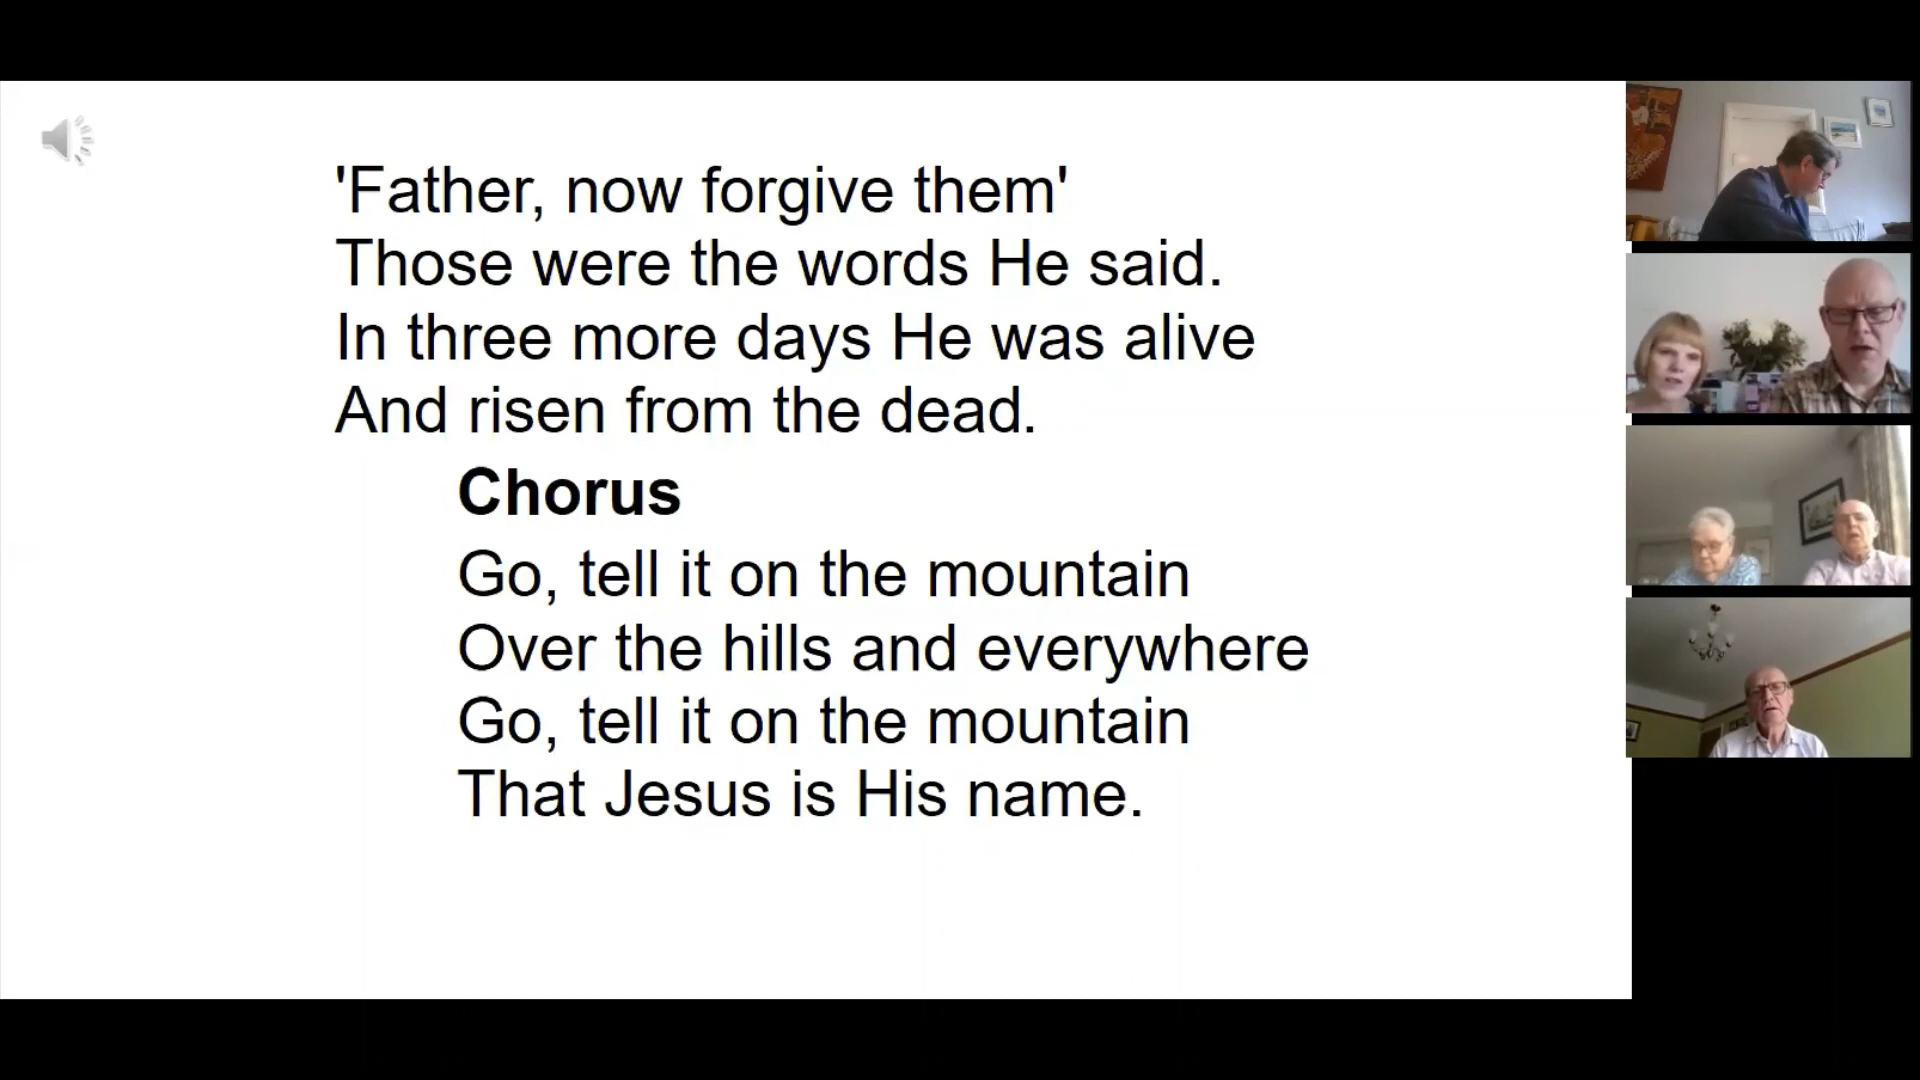 'Father, now forgive them'
Those were the words He said.
In three more days He was alive
And risen from the dead.
Chorus
Go, tell it on the mountain
Over the hills and everywhere
Go, tell it on the mountain
That Jesus is His name.